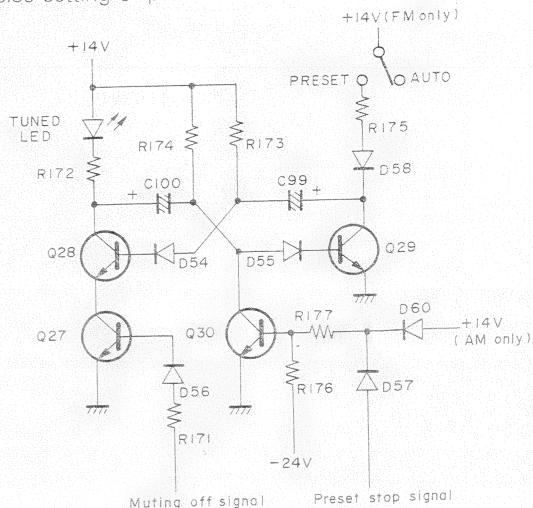 +14V (FM only)
+14V
PRESET
AUTO
TUNED
LED
R175
R174
R173
R172
D58
C100
+
C99
+
Q28
D54
D55
Q29
Q27
Q30
R177
D60
+14V
(AM only)
D56
R176
D57
R171
-24V
Muting off signal
Preset stop signal